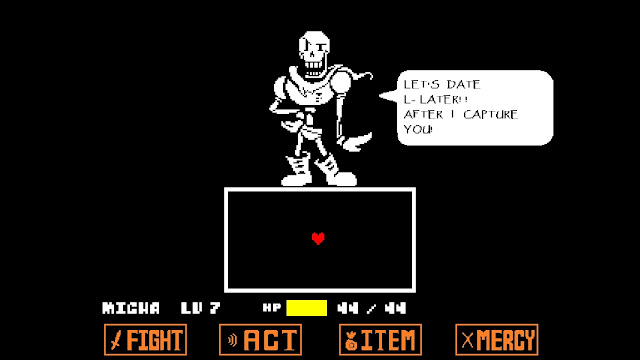 LET'S DATE
L-LATER!!
AFTER I CAPTURE
YOU!
MICHA LV 7 HP 44 / 44
FIGHT ACT ITEM MERCY